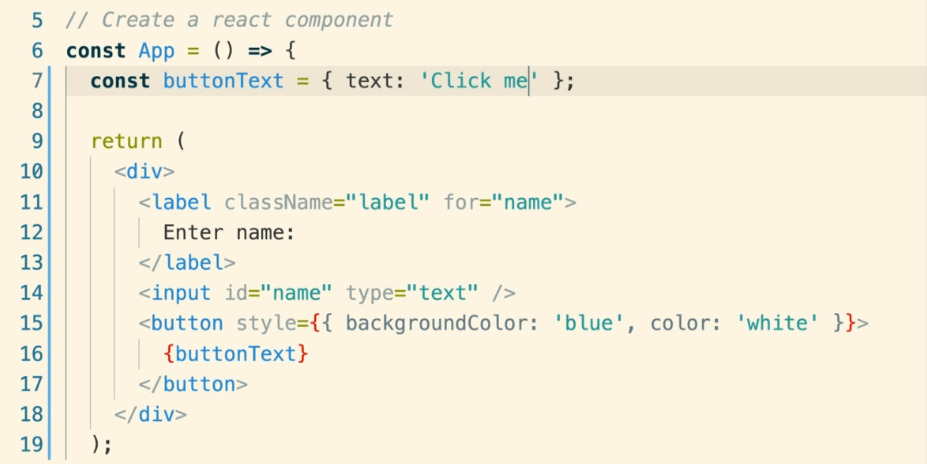 5 // Create a react component
6 const App = () => {
7 const buttonText = { text: 'Click me' };
8
9 return (
10 <div>
11 <label className="label" for="name">
12 Enter name:
13 </label>
14 <input id="name" type="text" />
15 <button style={{ backgroundColor: 'blue', color: 'white' }}>
16 {buttonText}
17 </button>
18 </div>
19 );